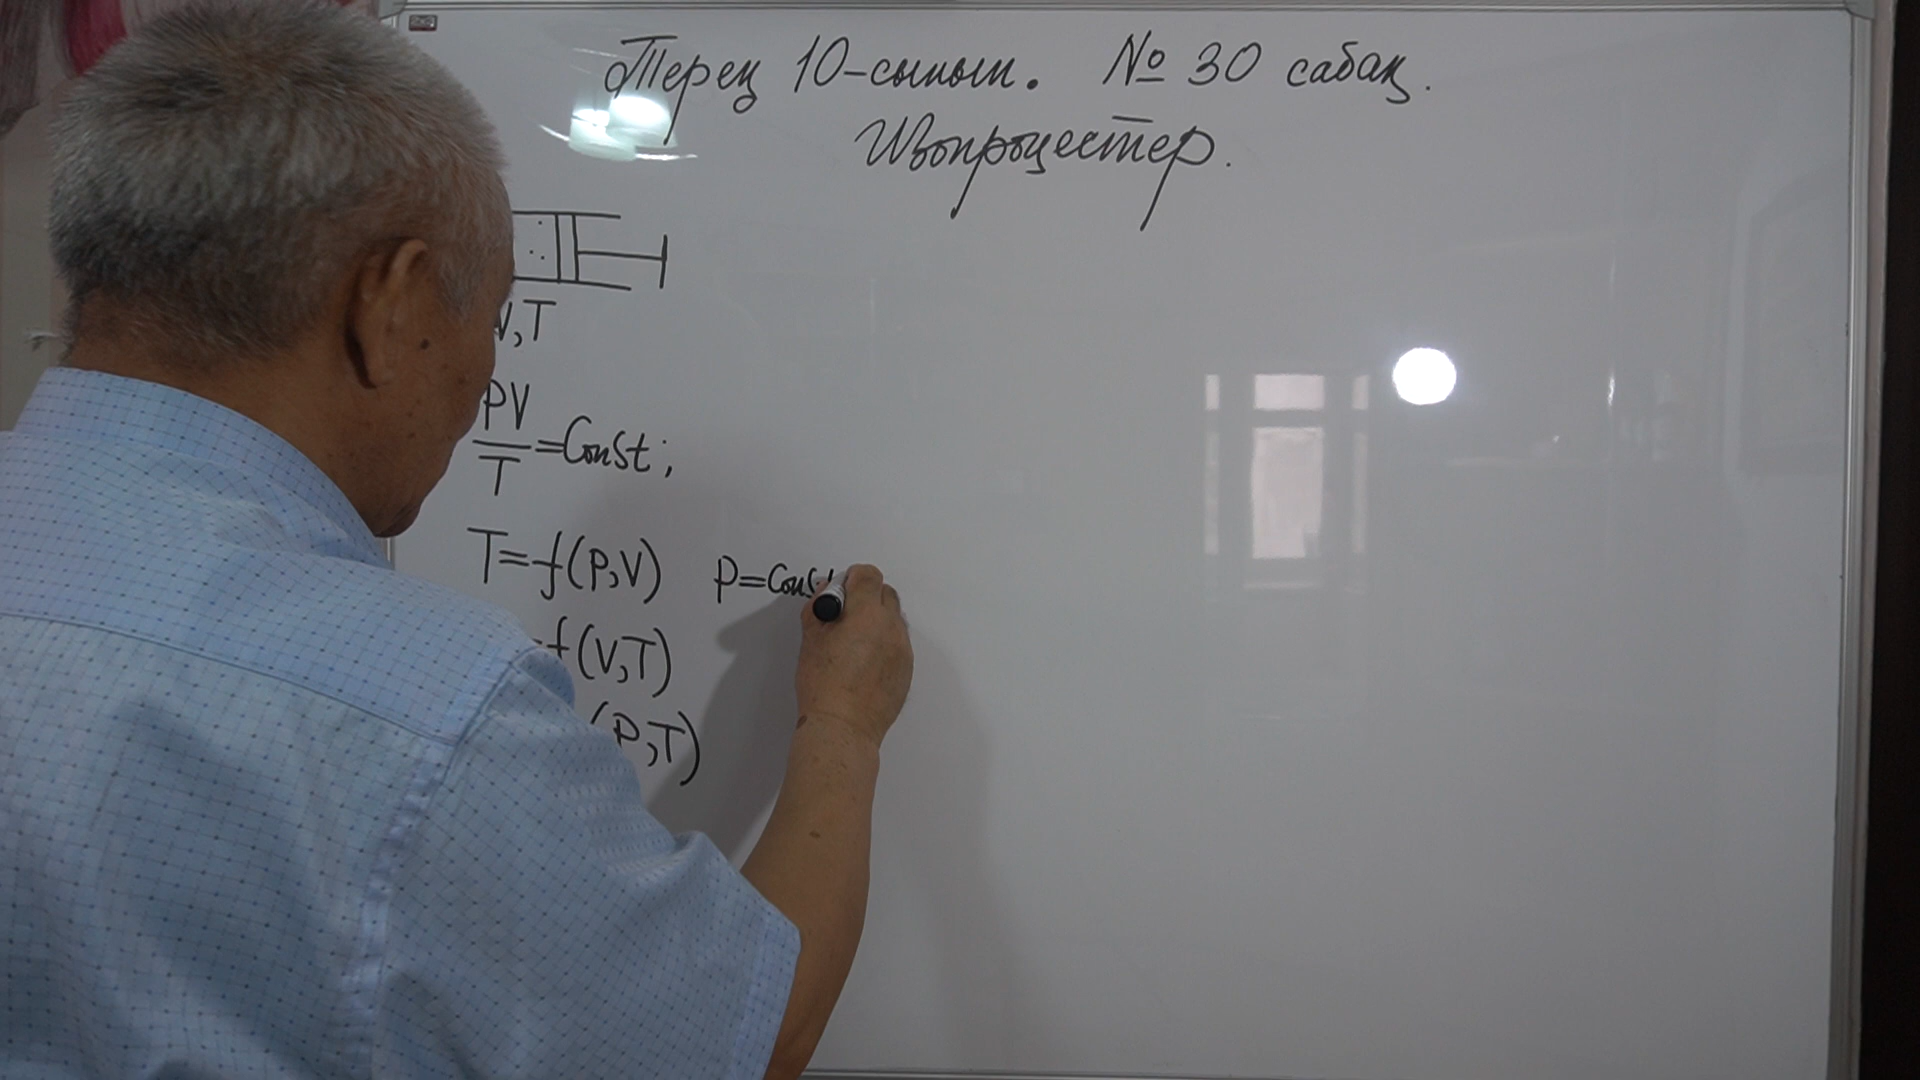 Терең 10-сынып. № 30 сабақ.
Изопроцестер.
V,T
PV
T
=Const;
T=f(P,V) P=Const
=f(V,T)
(P,T)